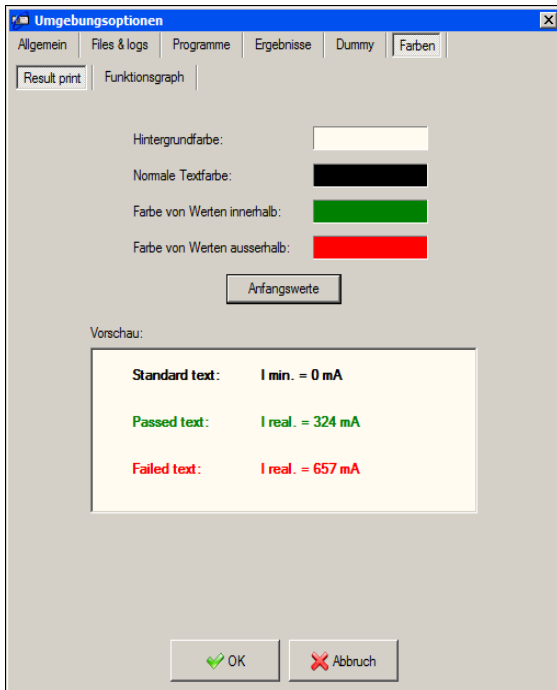 Umgebungsoptionen
Allgemein Files & logs Programme Ergebnisse Dummy Farben
Result print Funktionsgraph
Hintergrundfarbe:
Normale Textfarbe:
Farbe von Werten innerhalb:
Farbe von Werten ausserhalb:
Anfangswerte
Vorschau:
Standard text: I min. = 0 mA
Passed text: I real. = 324 mA
Failed text: I real. = 657 mA
OK Abbruch